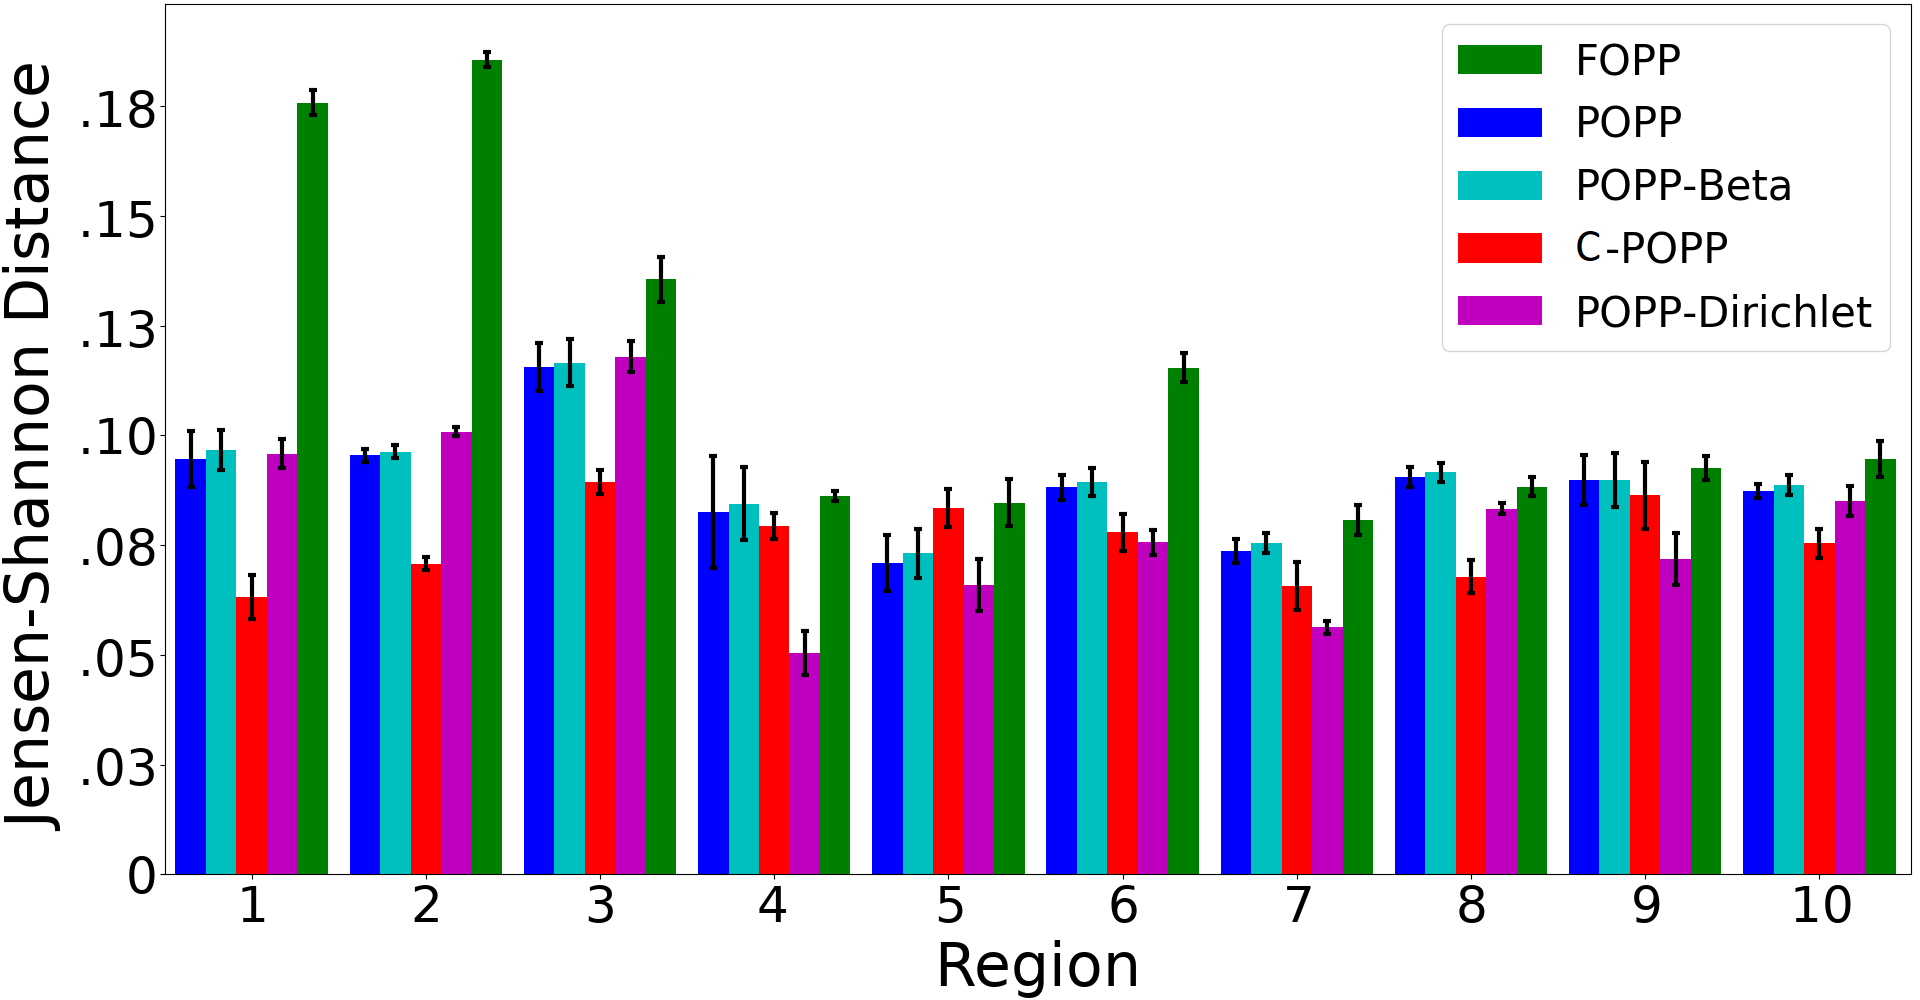 Jensen-Shannon Distance
.18
.15
.13
.10
.08
.05
.03
0
FOPP
POPP
POPP-Beta
C-POPP
POPP-Dirichlet
1 2 3 4 5 6 7 8 9 10
Region